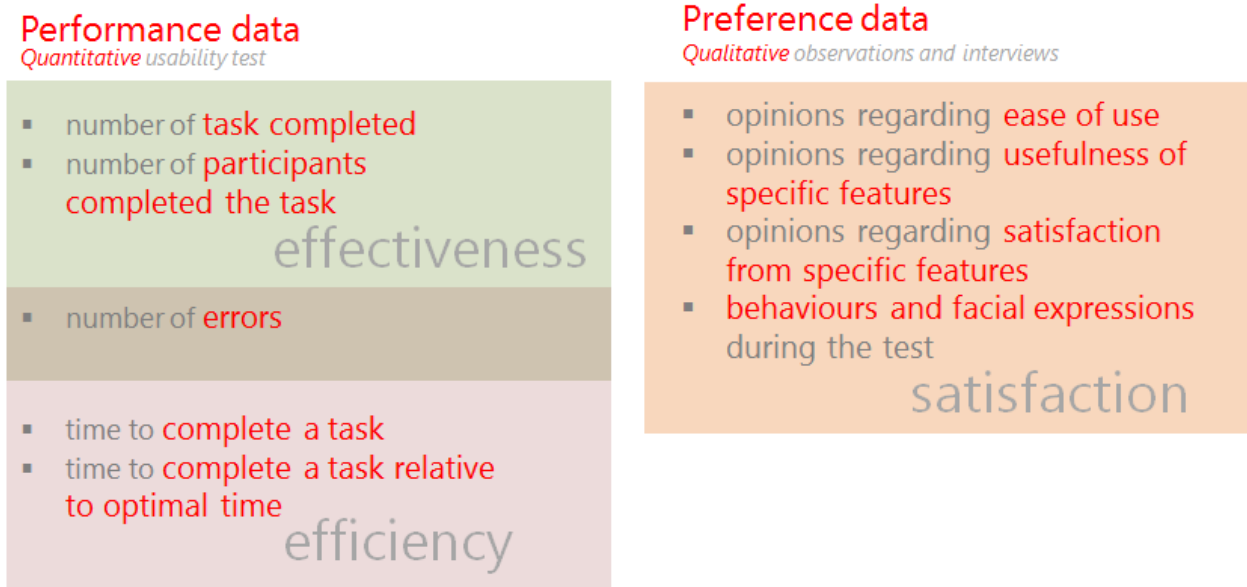 Performance data
Quantitative usability test
▪ number of task completed
▪ number of participants
completed the task
effectiveness
▪ number of errors
▪ time to complete a task
▪ time to complete a task relative
to optimal time
efficiency
Preference data
Qualitative observations and interviews
▪ opinions regarding ease of use
▪ opinions regarding usefulness of
specific features
▪ opinions regarding satisfaction
from specific features
▪ behaviours and facial expressions
during the test
satisfaction